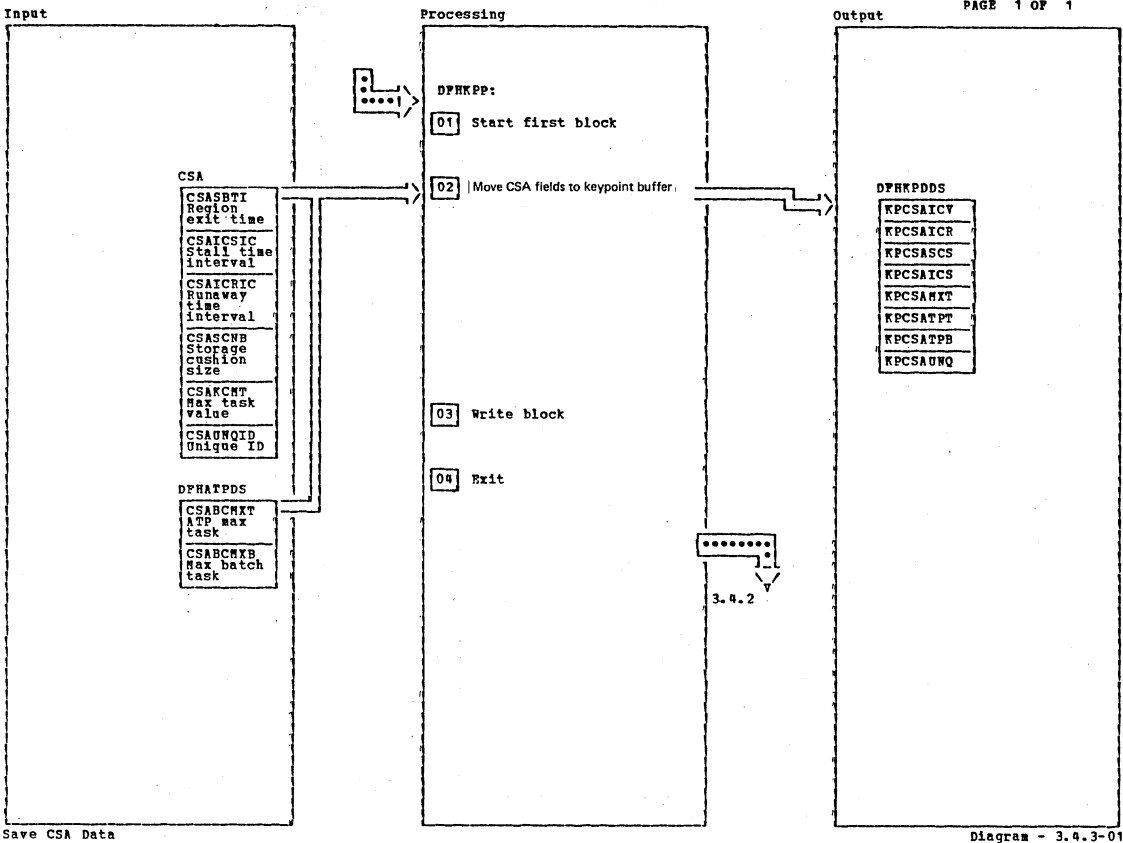 PAGE 1 OF 1
Input
Processing
Output
DFHKPP:
01 Start first block
CSA
CSASBTI
Region
exit time
CSAICSIC
Stall time
interval
CSAICRIC
Runaway
time
interval
CSASCNB
Storage
cushion
size
CSAKCMT
Max task
value
CSAUNQID
Unique ID
DFHATPDS
CSABCMXT
ATP max
task
CSABCMXB
Max batch
task
02 Move CSA fields to keypoint buffer
03 Write block
04 Exit
3.4.2
DFHKPDDS
KPCSAICV
KPCSAICR
KPCSASCS
KPCSAICS
KPCSAMXT
KPCSATPT
KPCSATPB
KPCSAUNQ
Save CSA Data
Diagram - 3.4.3-01